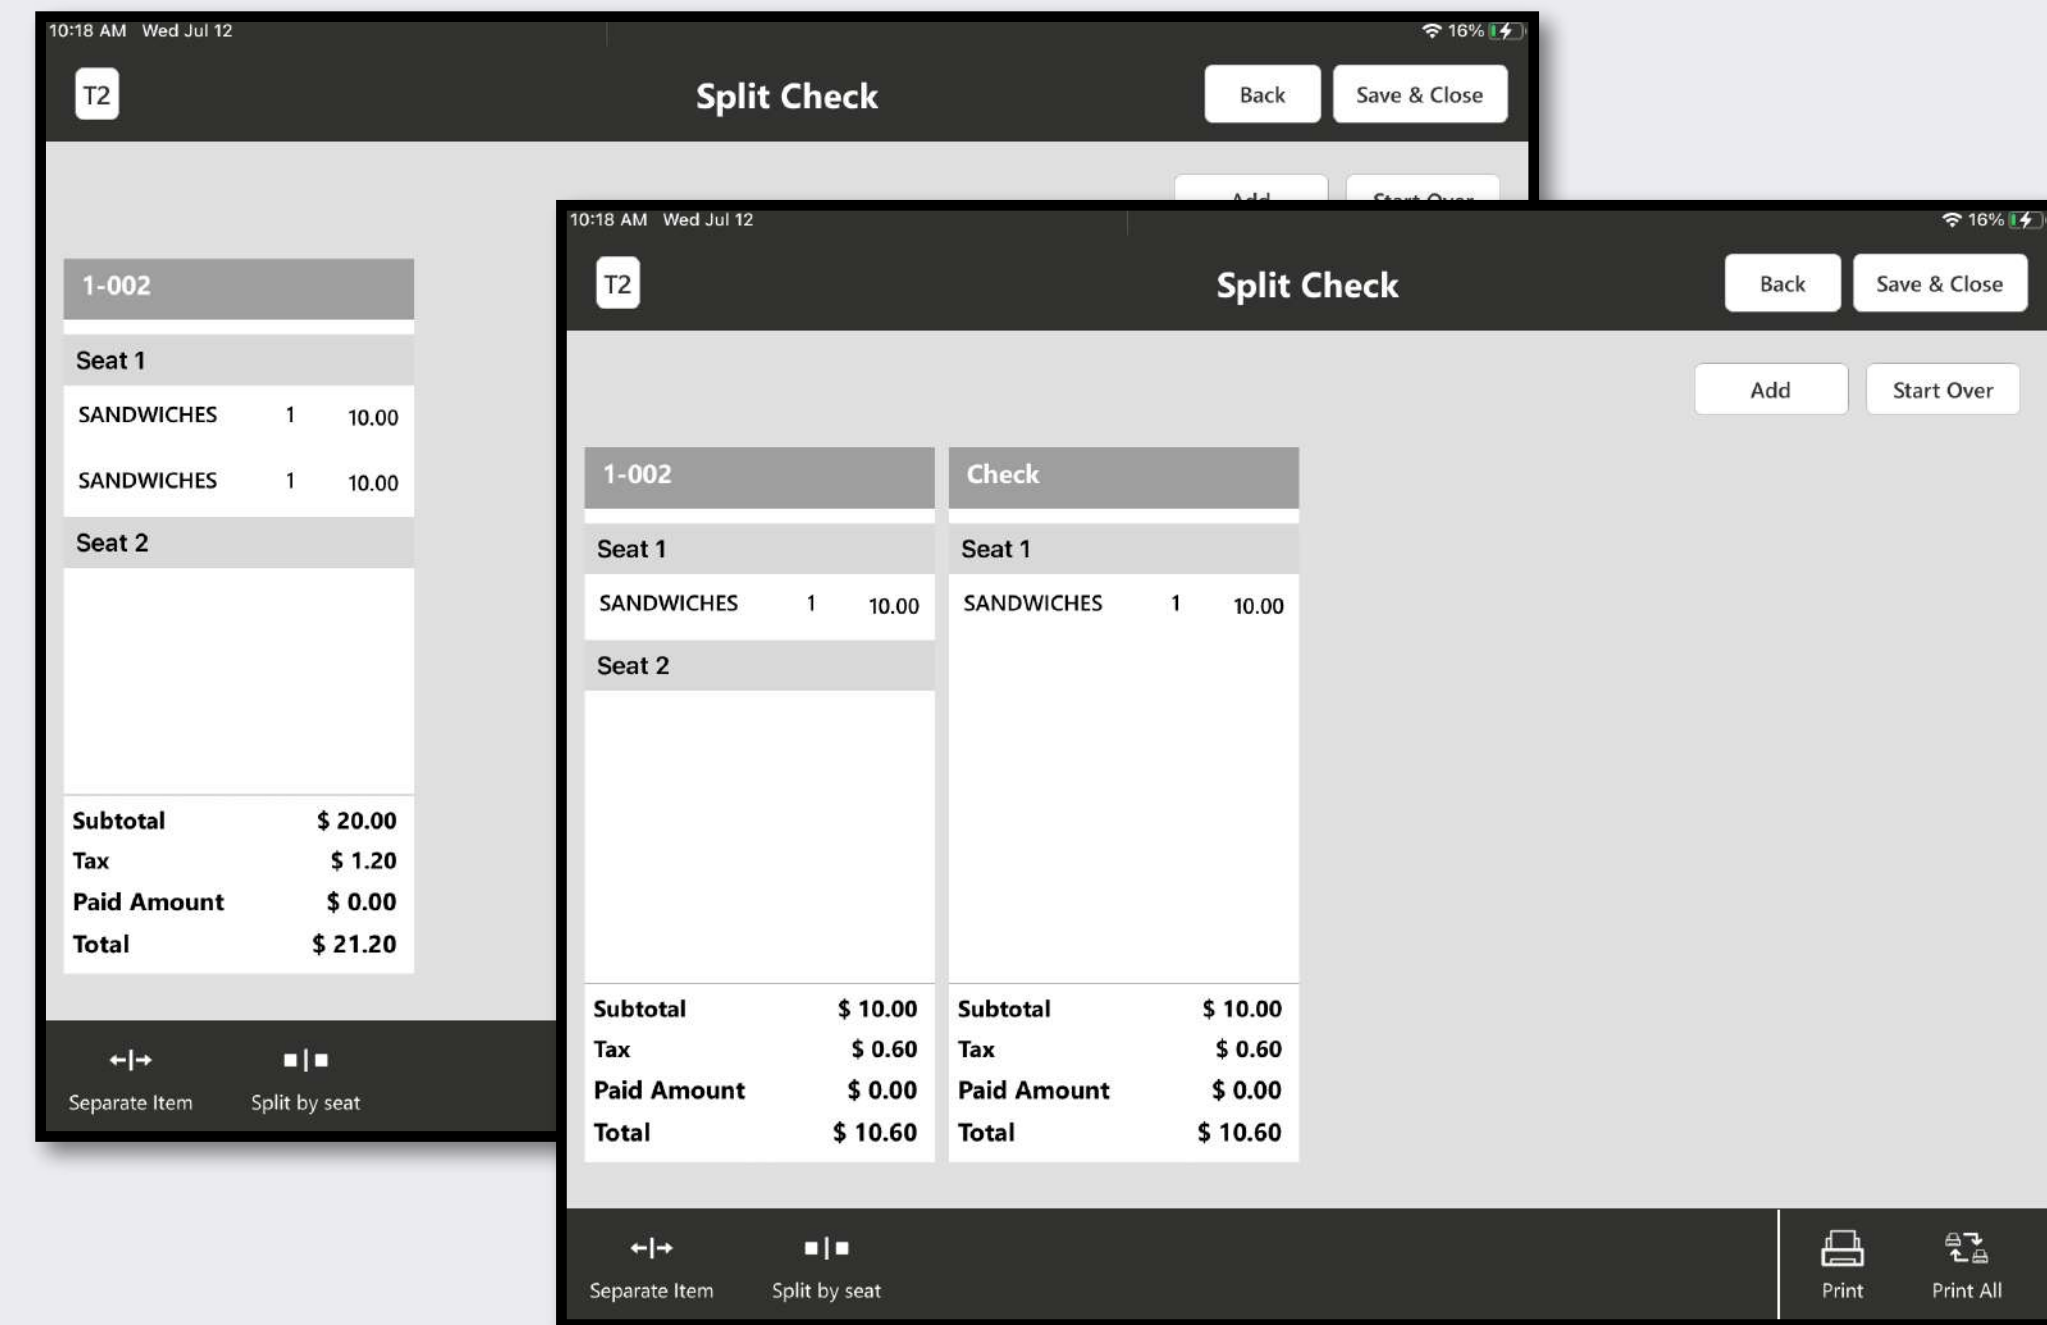 10:18 AM Wed Jul 12
16%
T2
Split Check
Back
Save & Close
Add
Start Over
1-002
Seat 1
SANDWICHES 1 10.00
SANDWICHES 1 10.00
Seat 2
Subtotal $ 20.00
Tax $ 1.20
Paid Amount $ 0.00
Total $ 21.20
Separate Item
Split by seat
10:18 AM Wed Jul 12
16%
T2
Split Check
Back
Save & Close
Add
Start Over
1-002
Seat 1
SANDWICHES 1 10.00
Seat 2
Subtotal $ 10.00
Tax $ 0.60
Paid Amount $ 0.00
Total $ 10.60
Check
Seat 1
SANDWICHES 1 10.00
Subtotal $ 10.00
Tax $ 0.60
Paid Amount $ 0.00
Total $ 10.60
Separate Item
Split by seat
Print
Print All